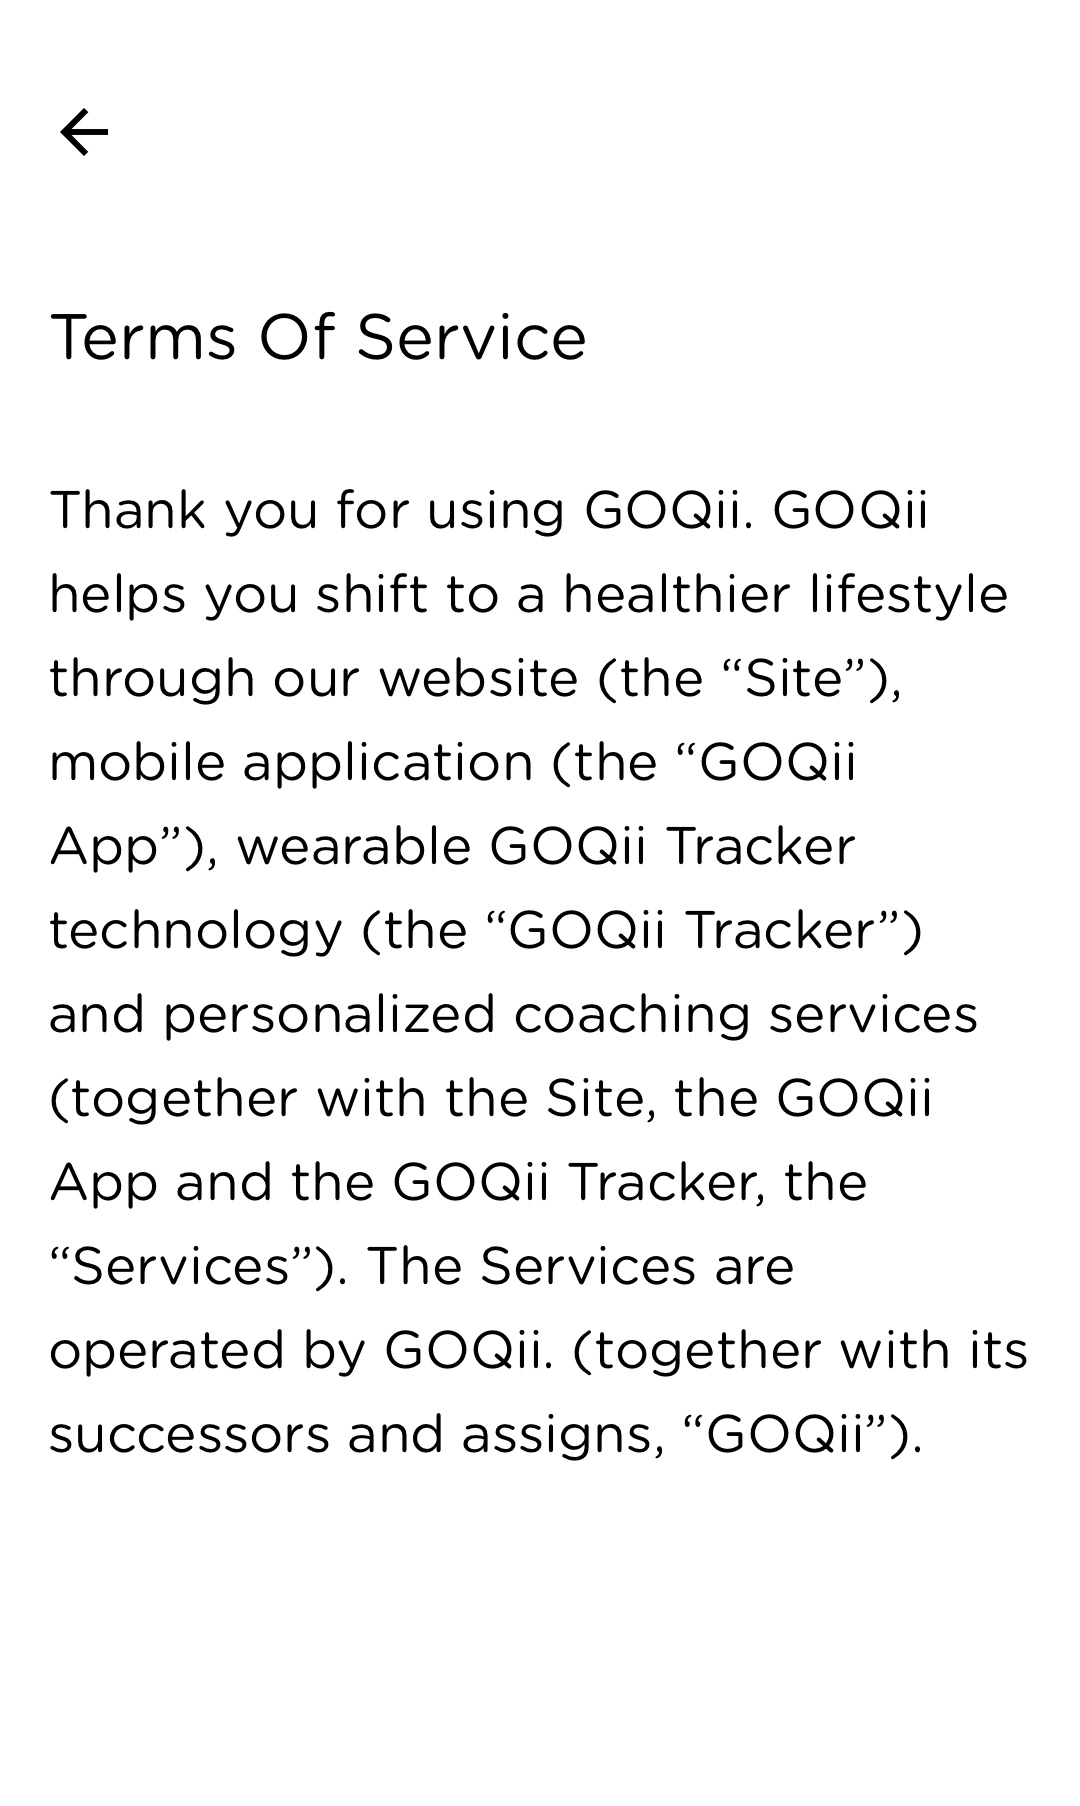 Terms Of Service
Thank you for using GOQii. GOQii
helps you shift to a healthier lifestyle
through our website (the “Site”),
mobile application (the “GOQii
App”), wearable GOQii Tracker
technology (the “GOQii Tracker”)
and personalized coaching services
(together with the Site, the GOQii
App and the GOQii Tracker, the
“Services”). The Services are
operated by GOQii. (together with its
successors and assigns, “GOQii”).